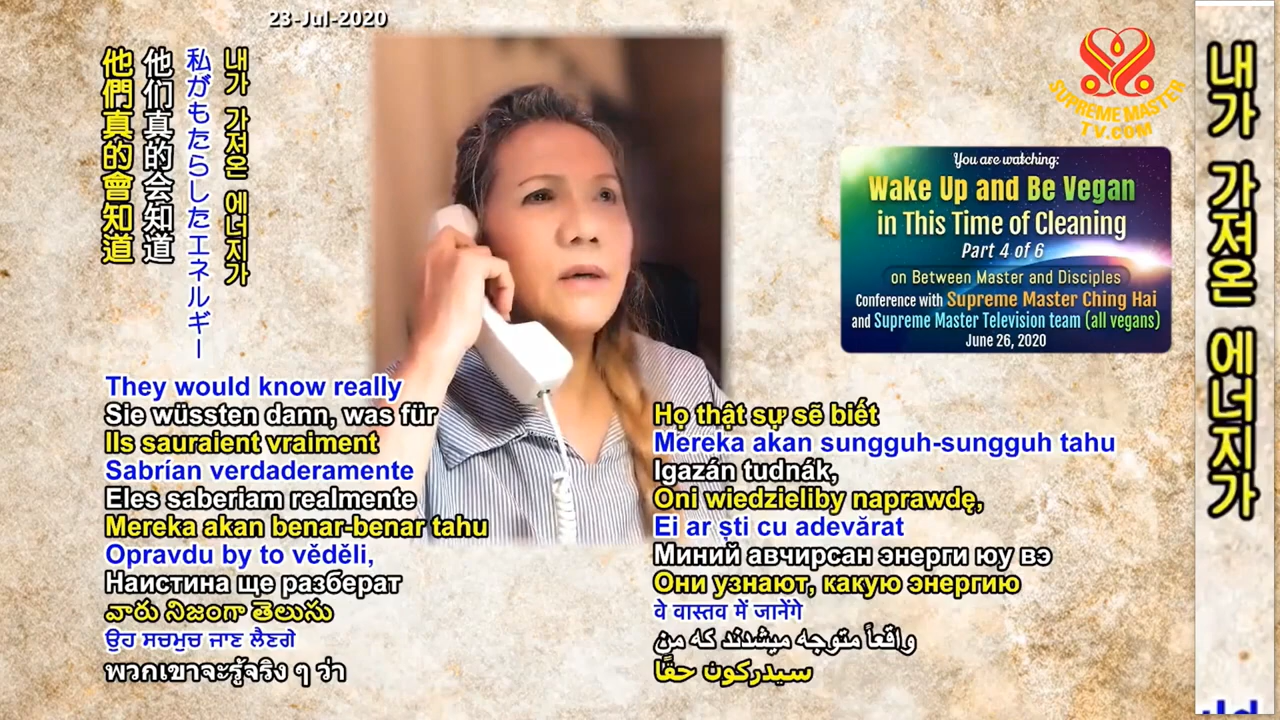 23-Jul-2020
他們真的會知道
他们真的会知道
私がもたらしたエネルギー
내가 가져온 에너지가
SUPREME MASTER
TV.COM
You are watching:
Wake Up and Be Vegan
in This Time of Cleaning
Part 4 of 6
on Between Master and Disciples
Conference with Supreme Master Ching Hai
and Supreme Master Television team (all vegans)
June 26, 2020
They would know really
Sie wüssten dann, was für
Ils sauraient vraiment
Sabrían verdaderamente
Eles saberiam realmente
Mereka akan benar-benar tahu
Opravdu by to věděli,
Наистина ще разберат
వారు నిజంగా తెలుసు
ਉਹ ਸਚਮੁਚ ਜਾਣ ਲੈਣਗੇ
พวกเขาจะรู้จริง ๆ ว่า
Họ thật sự sẽ biết
Mereka akan sungguh-sungguh tahu
Igazán tudnák,
Oni wiedzieliby naprawdę,
Ei ar ști cu adevărat
Миний авчирсан энерги юу вэ
Они узнают, какую энергию
वे वास्तव में जानेंगे
واقعاً متوجه میشدند که من
سيدركون حقًا
내가 가져온 에너지가